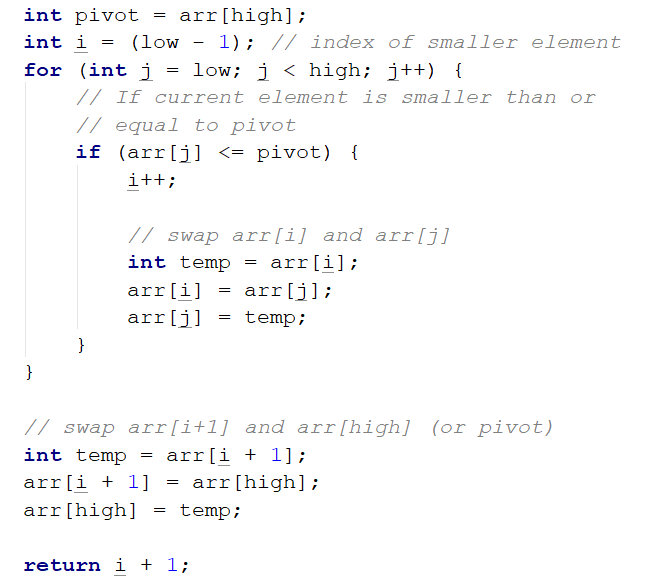 int pivot = arr[high];
int i = (low - 1); // index of smaller element
for (int j = low; j < high; j++) {
    // If current element is smaller than or
    // equal to pivot
    if (arr[j] <= pivot) {
        i++;

        // swap arr[i] and arr[j]
        int temp = arr[i];
        arr[i] = arr[j];
        arr[j] = temp;
    }
}

// swap arr[i+1] and arr[high] (or pivot)
int temp = arr[i + 1];
arr[i + 1] = arr[high];
arr[high] = temp;

return i + 1;